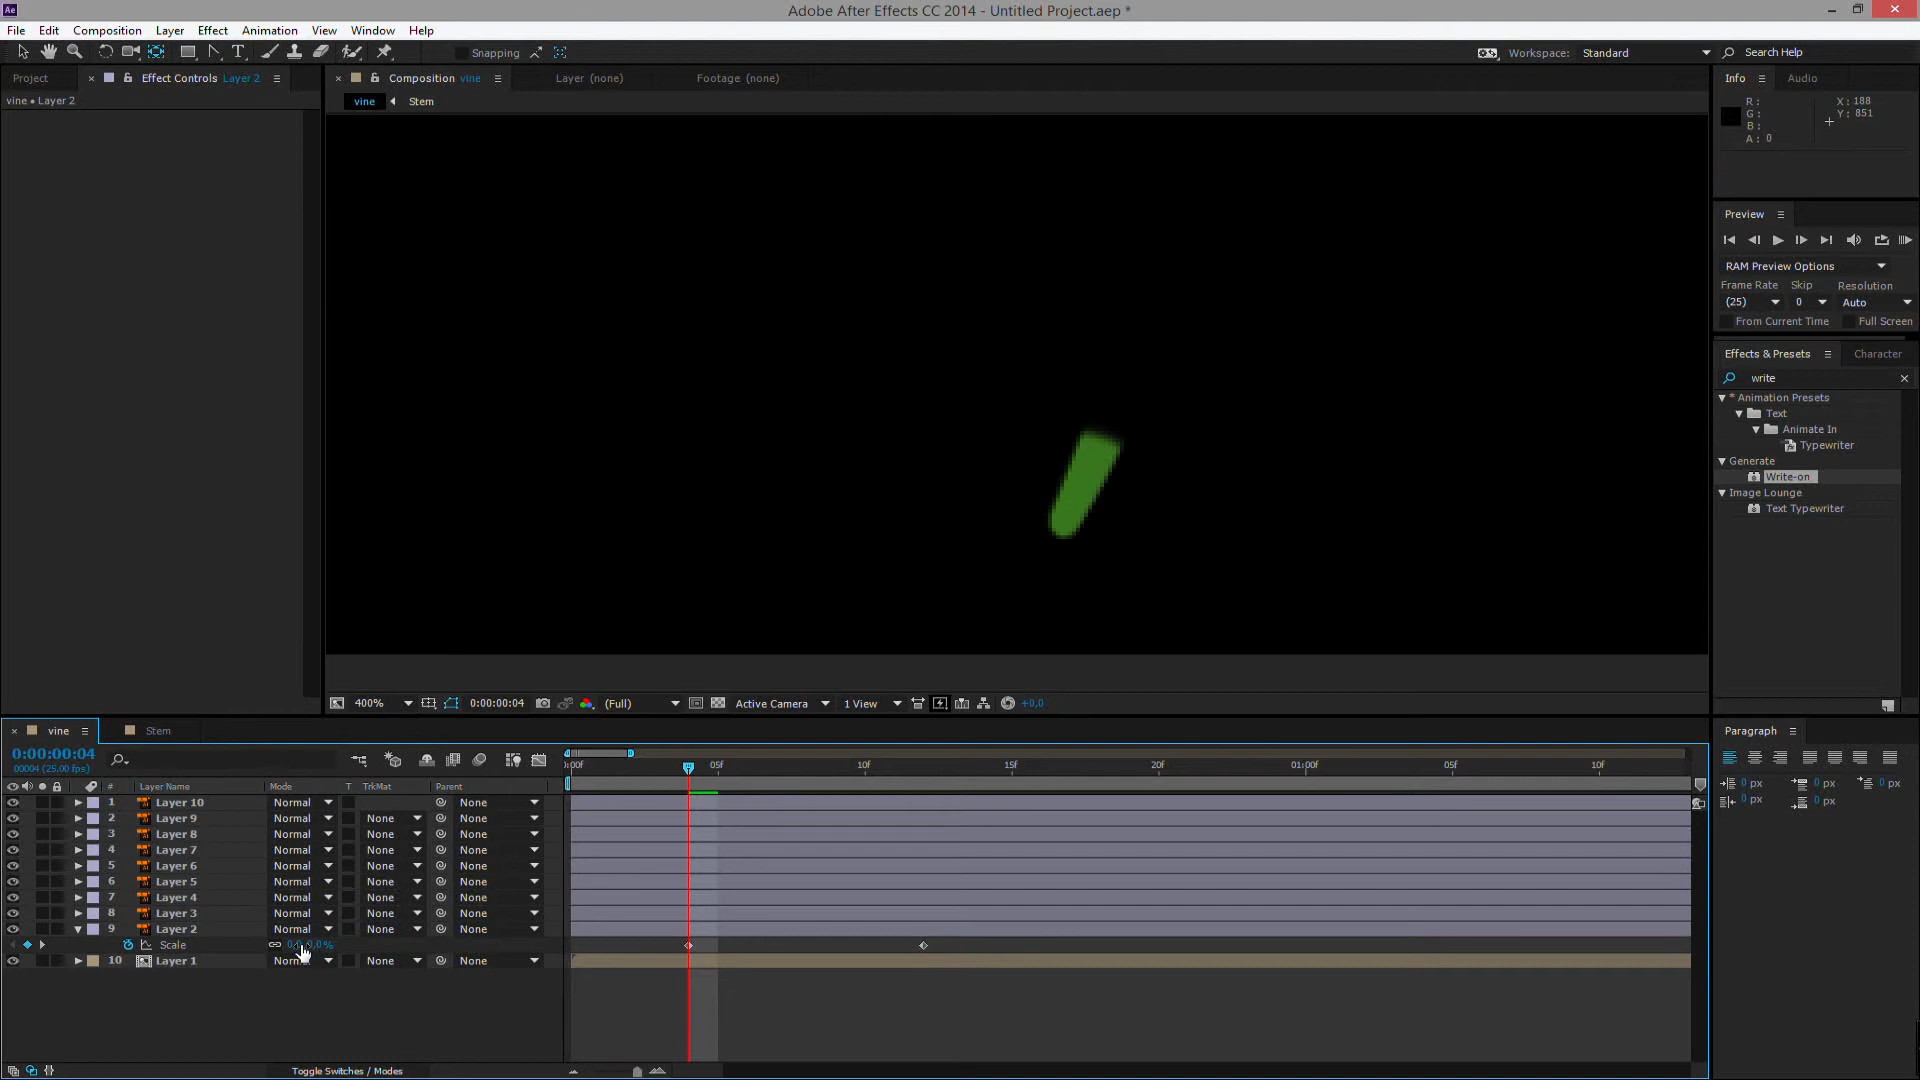 Adobe After Effects CC 2014 - Untitled Project.aep *
File Edit Composition Layer Effect Animation View Window Help
Snapping
Workspace: Standard
Search Help
Project
Effect Controls Layer 2
Composition vine
Layer (none)
Footage (none)
Info
Audio
vine • Layer 2
vine
Stem
R:
G:
B:
A: 0
X: 188
Y: 851
Preview
RAM Preview Options
Frame Rate Skip Resolution
(25) 0 Auto
From Current Time Full Screen
Effects & Presets
Character
write
* Animation Presets
Text
Animate In
Typewriter
Generate
Write-on
Image Lounge
Text Typewriter
400%
0:00:00:04
(Full)
Active Camera
1 View
+0,0
vine
Stem
Paragraph
0:00:00:04
00004 (25.00 fps)
:00f 05f 10f 15f 20f 01:00f 05f 10f
# Layer Name Mode T TrkMat Parent
1 Layer 10 Normal None
2 Layer 9 Normal None None
3 Layer 8 Normal None None
4 Layer 7 Normal None None
5 Layer 6 Normal None None
6 Layer 5 Normal None None
7 Layer 4 Normal None None
8 Layer 3 Normal None None
9 Layer 2 Normal None None
Scale
10 Layer 1 Normal None None
0 px 0 px 0 px
0 px 0 px
Toggle Switches / Modes